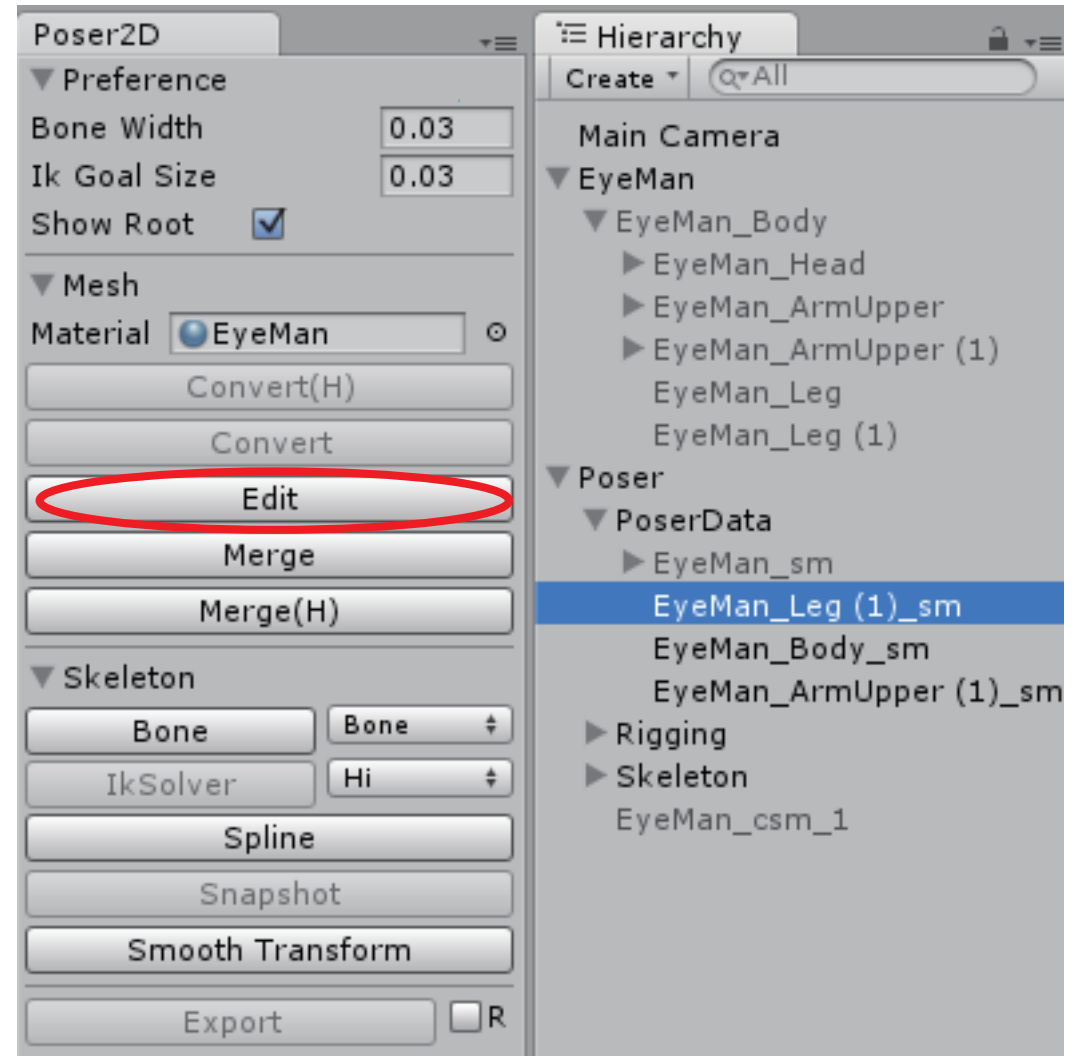 Poser2D
Preference
Bone Width 0.03
Ik Goal Size 0.03
Show Root
Mesh
Material EyeMan
Convert(H)
Convert
Edit
Merge
Merge(H)
Skeleton
Bone Bone
IkSolver Hi
Spline
Snapshot
Smooth Transform
Export R
Hierarchy
Create All
Main Camera
EyeMan
EyeMan_Body
EyeMan_Head
EyeMan_ArmUpper
EyeMan_ArmUpper (1)
EyeMan_Leg
EyeMan_Leg (1)
Poser
PoserData
EyeMan_sm
EyeMan_Leg (1)_sm
EyeMan_Body_sm
EyeMan_ArmUpper (1)_sm
Rigging
Skeleton
EyeMan_csm_1